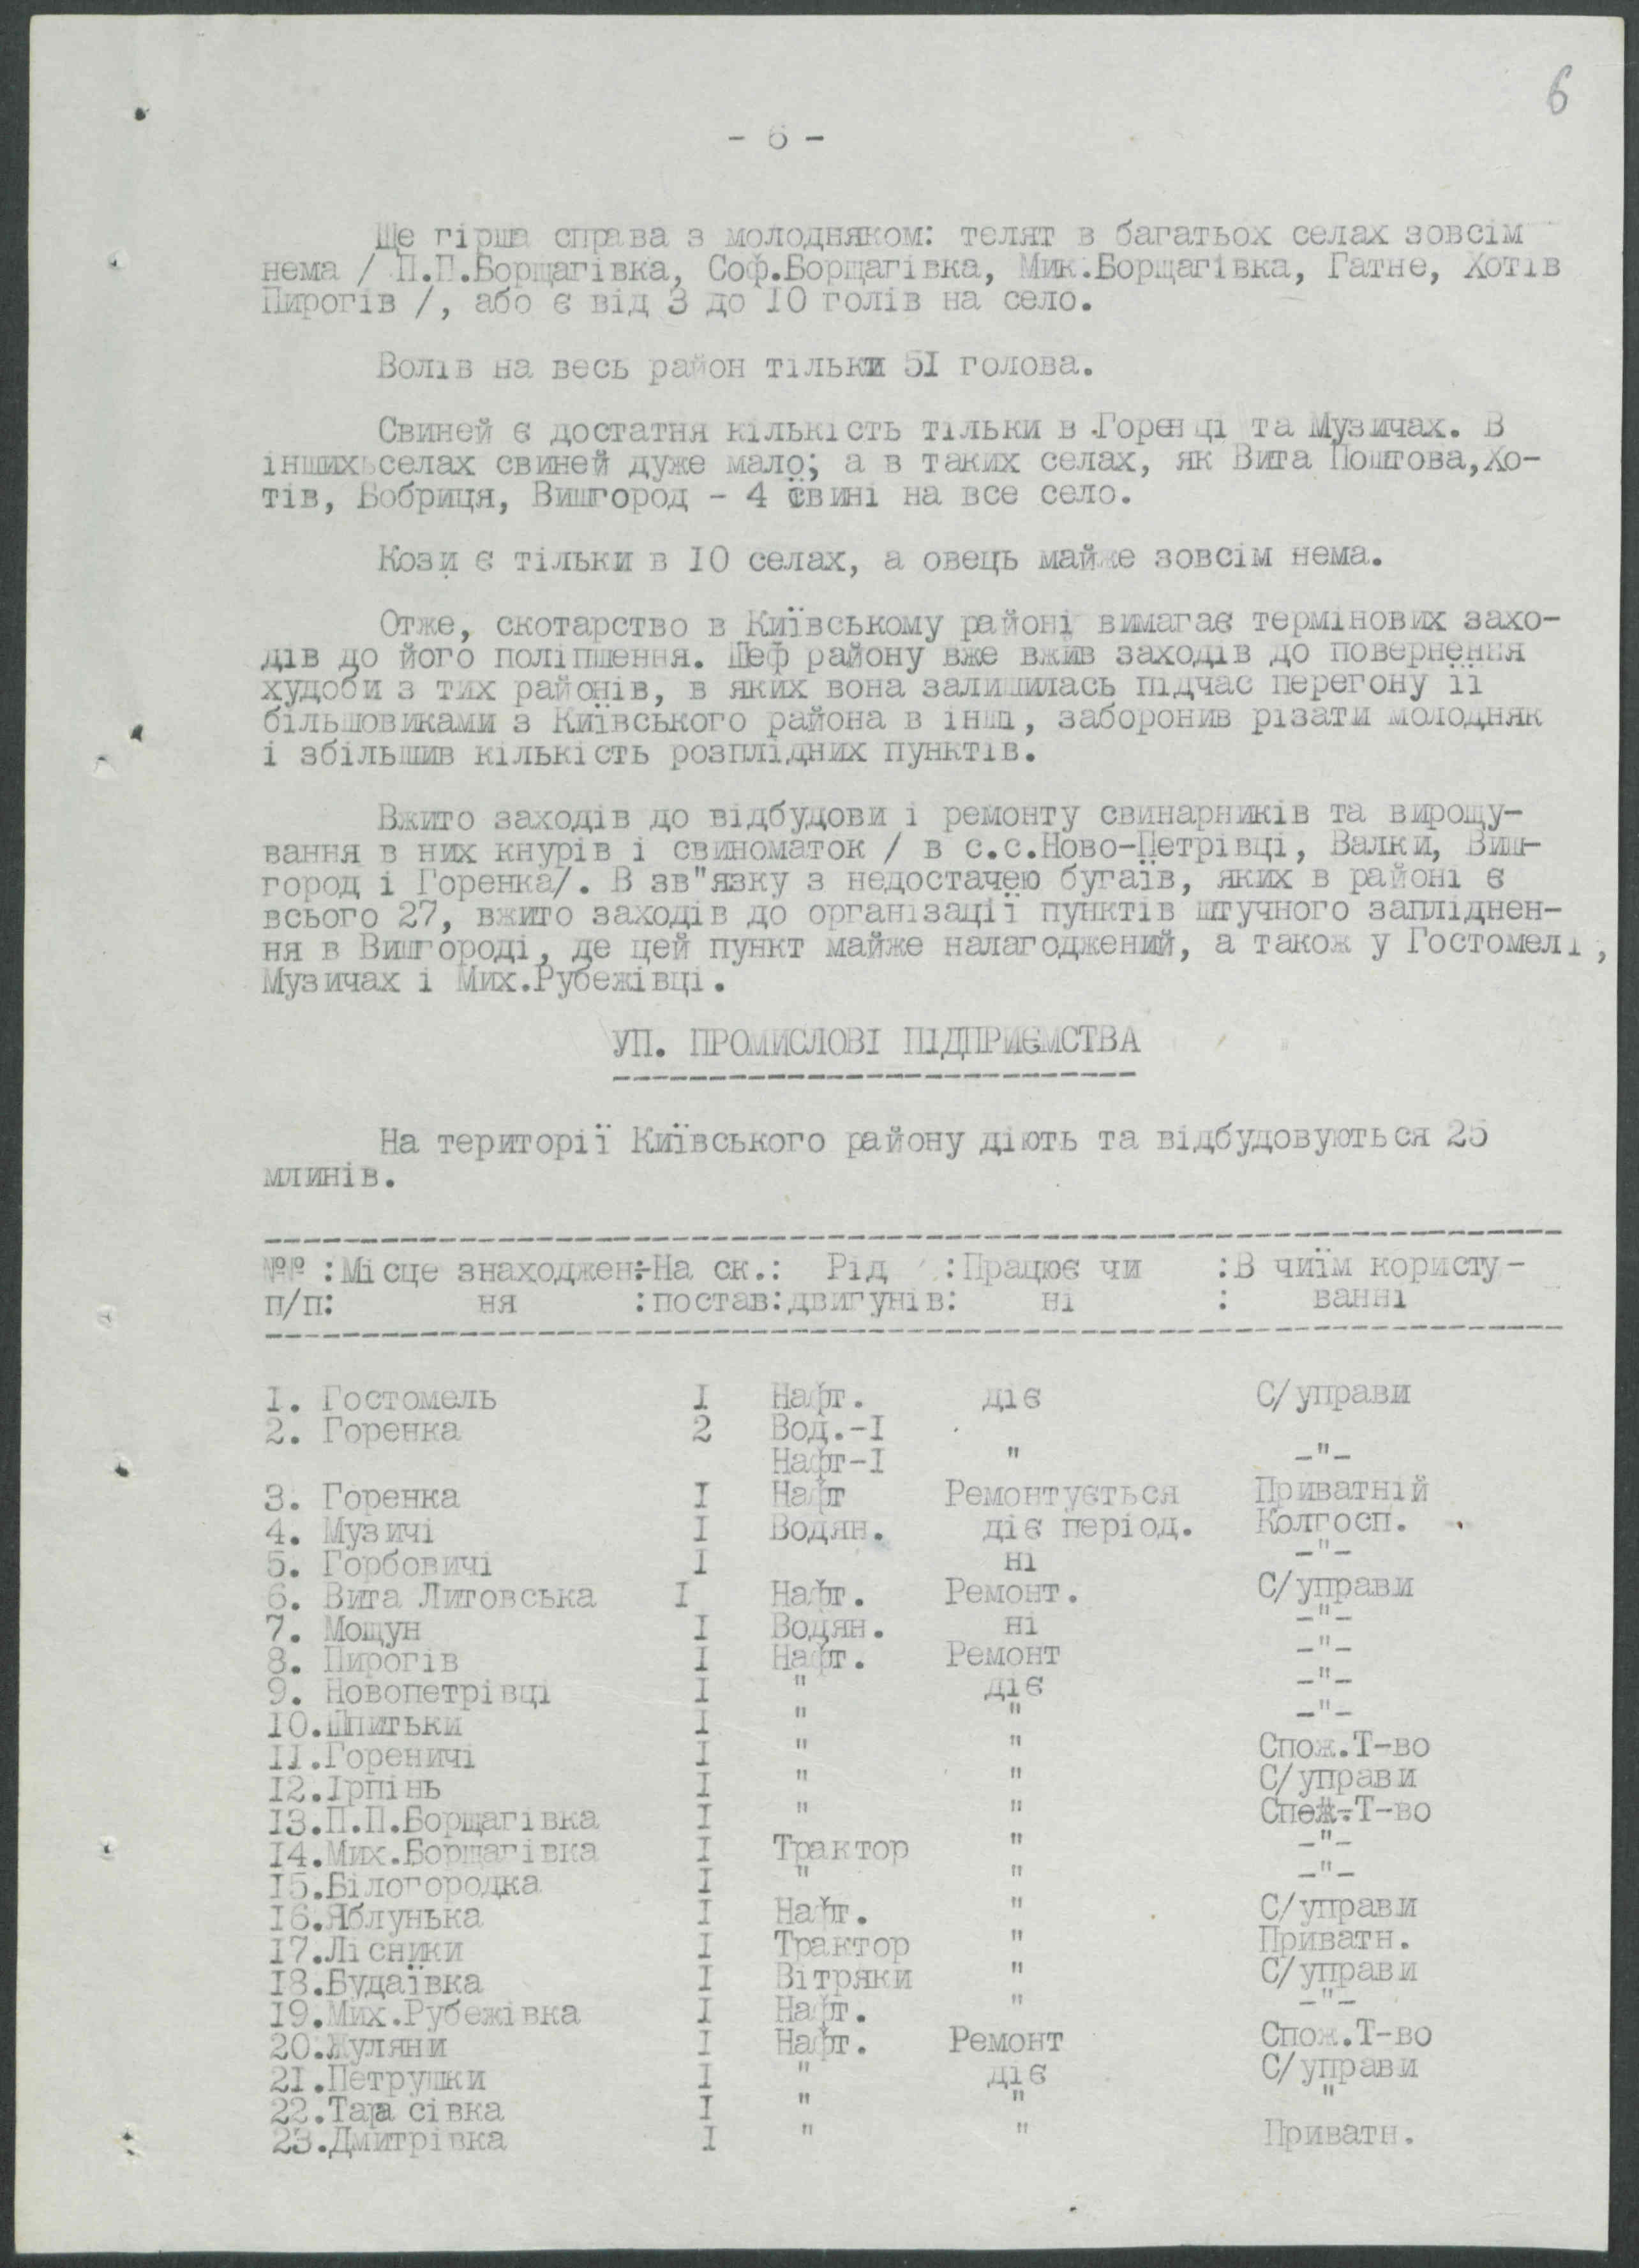 6
- 6 -
Ще гірша справа з молодняком: телят в багатьох селах зовсім
нема / П.П.Борщагівка, Соф.Борщагівка, Мик.Борщагівка, Гатне, Хотів
Пирогів /, або є від 3 до 10 голів на село.
Волів на весь район тільки 51 голова.
Свиней є достатня кількість тільки в Горенці та Музичах. В
інших селах свиней дуже мало; а в таких селах, як Вита Поштова, Хо-
тів, Бобриця, Вишгород - 4 свині на все село.
Кози є тільки в 10 селах, а овець майже зовсім нема.
Отже, скотарство в Київському районі вимагає термінових захо-
дів до його поліпшення. Шеф району вже вжив заходів до повернення
худоби з тих районів, в яких вона залишилась підчас перегону її
більшовиками з Київського района в інші, заборонив різати молодняк
і збільшив кількість розплідних пунктів.
Вжито заходів до відбудови і ремонту свинарників та вирощу-
вання в них кнурів і свиноматок / в с.с.Ново-Петрівці, Валки, Виш-
город і Горенка/. В зв"язку з недостачею бугаїв, яких в районі є
всього 27, вжито заходів до організації пунктів штучного запліднен-
ня в Вишгороді, де цей пункт майже налагоджений, а також у Гостомелі,
Музичах і Мих.Рубежівці.
УП. ПРОМИСЛОВІ ПІДПРИЄМСТВА
На території Київського району діють та відбудовуються 25
млинів.
№№ :Місце знаходжен-:На ск.: Рід :Працює чи :В чиїм користу-
п/п: ня :постав:двигунів: ні : ванні
1. Гостомель I Нафт. діє С/управи
2. Горенка 2 Вод.-I
Нафт-I " -"-
3. Горенка I Нафт Ремонтується Приватній
4. Музичі I Водян. діє період. Колгосп.
5. Горбовичі I ні -"-
6. Вита Литовська I Нафт. Ремонт. С/управи
7. Мощун I Водян. ні -"-
8. Пирогів I Нафт. Ремонт -"-
9. Новопетрівці I " діє -"-
10.Шпитьки I " " -"-
11.Гореничі I " " Спож.Т-во
12.Ірпінь I " " С/управи
13.П.П.Борщагівка I " " Спож.Т-во
14.Мих.Борщагівка I Трактор " -"-
15.Білогородка I " " -"-
16.Яблунька I Нафт. " С/управи
17.Лісники I Трактор " Приватн.
18.Будаївка I Вітряки " С/управи
19.Мих.Рубежівка I Нафт. " -"-
20.Жуляни I Нафт. Ремонт Спож.Т-во
21.Петрушки I " діє С/управи
22.Тарасівка I " " "
23.Дмитрівка I " " Приватн.